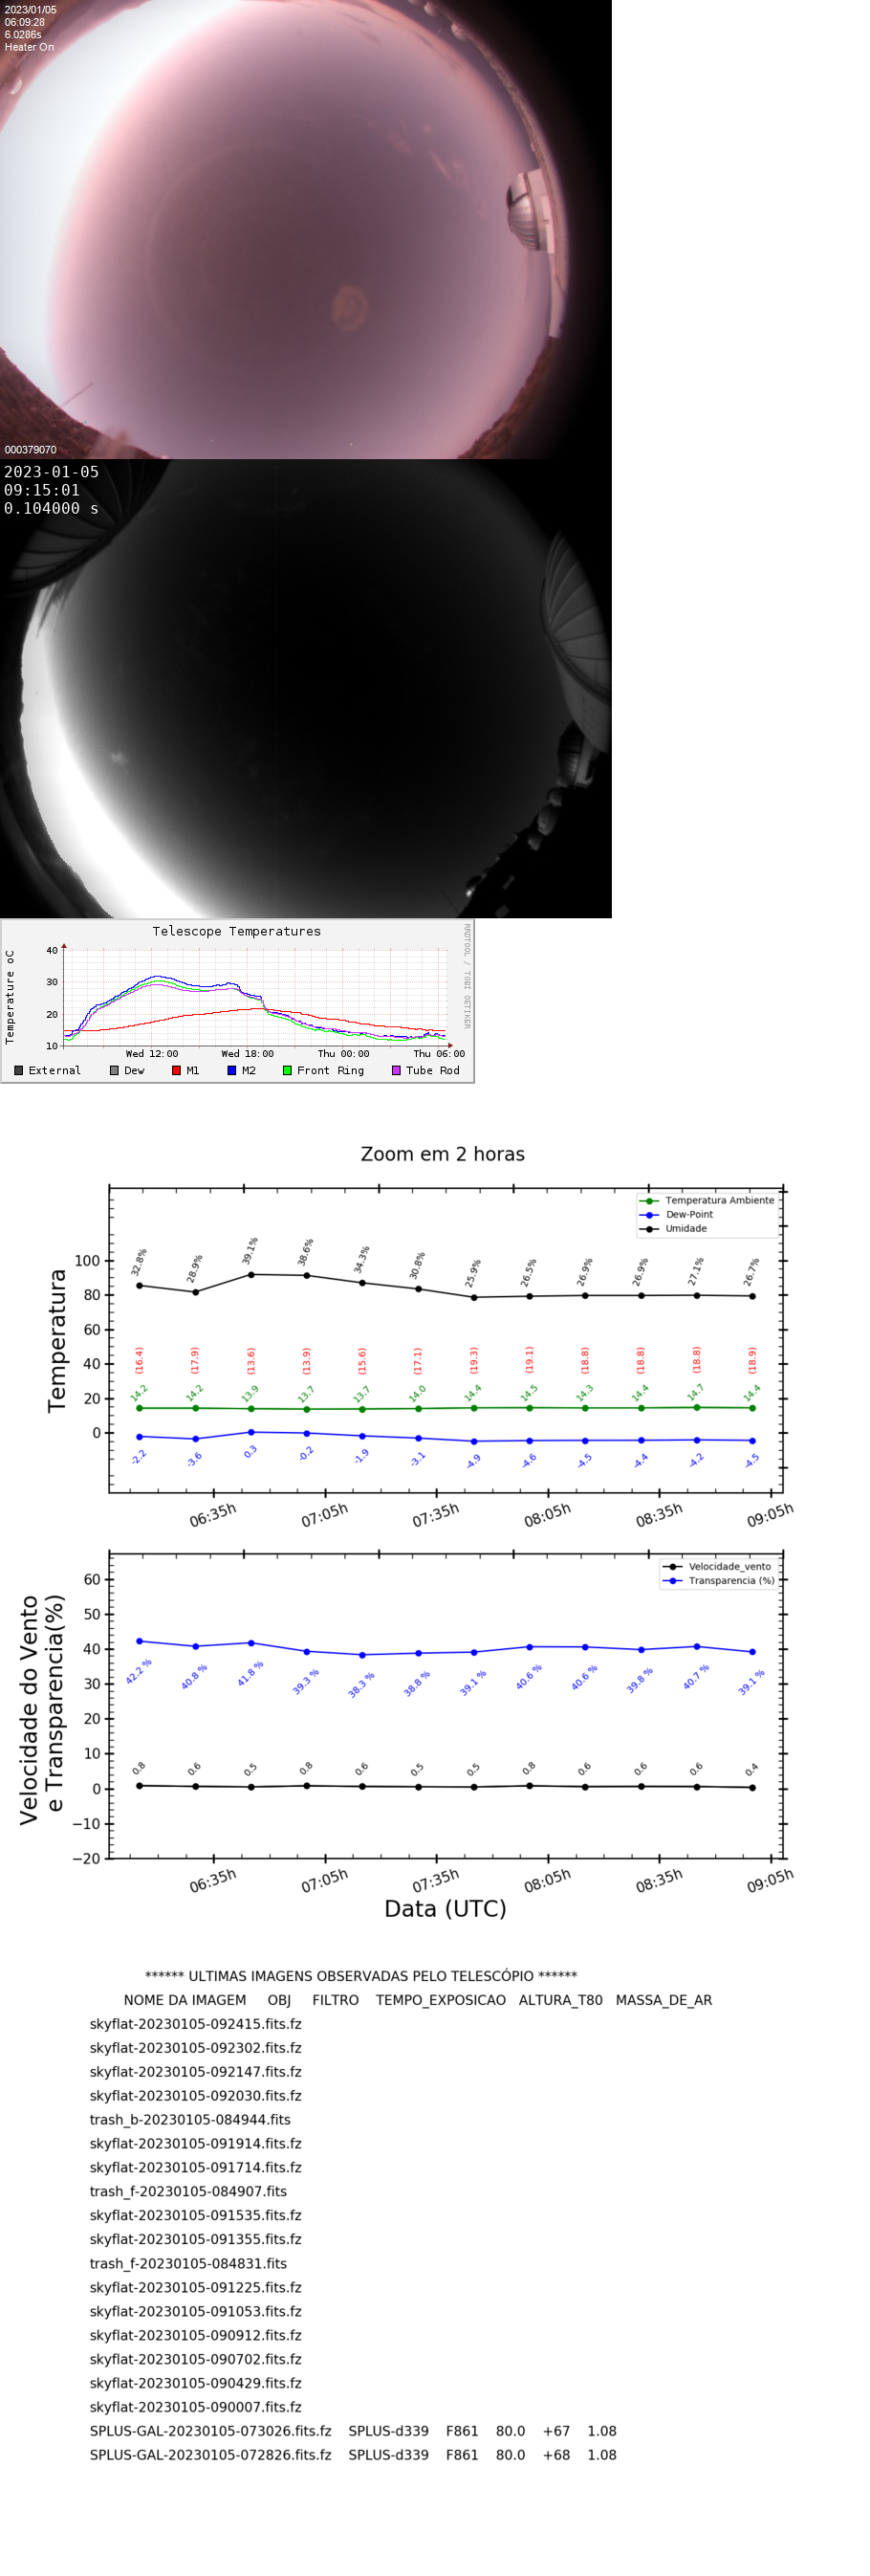 2023/01/05
06:09:28
6.0286s
Heater On
000379070
2023-01-05
09:15:01
0.104000 s
Telescope Temperatures
RRDTOOL / TOBI OETIKER
Temperature oC
40
30
20
10
Wed 12:00 Wed 18:00 Thu 00:00 Thu 06:00
External Dew M1 M2 Front Ring Tube Rod
Zoom em 2 horas
Temperatura Ambiente
Dew-Point
Umidade
Temperatura
100
80
60
40
20
0
32.8% 28.9% 39.1% 38.6% 34.3% 30.8% 25.9% 26.5% 26.9% 26.9% 27.1% 26.7%
(16.4) (17.9) (13.6) (13.9) (15.6) (17.1) (19.3) (19.1) (18.8) (18.8) (18.8) (18.9)
14.2 14.2 13.9 13.7 13.7 14.0 14.4 14.5 14.3 14.4 14.7 14.4
-2.2 -3.6 0.3 -0.2 -1.9 -3.1 -4.9 -4.6 -4.5 -4.4 -4.2 -4.5
06:35h 07:05h 07:35h 08:05h 08:35h 09:05h
Velocidade_vento
Transparencia (%)
Velocidade do Vento
e Transparencia(%)
60
50
40
30
20
10
0
−10
−20
42.2 % 40.8 % 41.8 % 39.3 % 38.3 % 38.8 % 39.1 % 40.6 % 40.6 % 39.8 % 40.7 % 39.1 %
0.8 0.6 0.5 0.8 0.6 0.5 0.5 0.8 0.6 0.6 0.6 0.4
06:35h 07:05h 07:35h 08:05h 08:35h 09:05h
Data (UTC)
****** ULTIMAS IMAGENS OBSERVADAS PELO TELESCÓPIO ******
NOME DA IMAGEM OBJ FILTRO TEMPO_EXPOSICAO ALTURA_T80 MASSA_DE_AR
skyflat-20230105-092415.fits.fz
skyflat-20230105-092302.fits.fz
skyflat-20230105-092147.fits.fz
skyflat-20230105-092030.fits.fz
trash_b-20230105-084944.fits
skyflat-20230105-091914.fits.fz
skyflat-20230105-091714.fits.fz
trash_f-20230105-084907.fits
skyflat-20230105-091535.fits.fz
skyflat-20230105-091355.fits.fz
trash_f-20230105-084831.fits
skyflat-20230105-091225.fits.fz
skyflat-20230105-091053.fits.fz
skyflat-20230105-090912.fits.fz
skyflat-20230105-090702.fits.fz
skyflat-20230105-090429.fits.fz
skyflat-20230105-090007.fits.fz
SPLUS-GAL-20230105-073026.fits.fz SPLUS-d339 F861 80.0 +67 1.08
SPLUS-GAL-20230105-072826.fits.fz SPLUS-d339 F861 80.0 +68 1.08